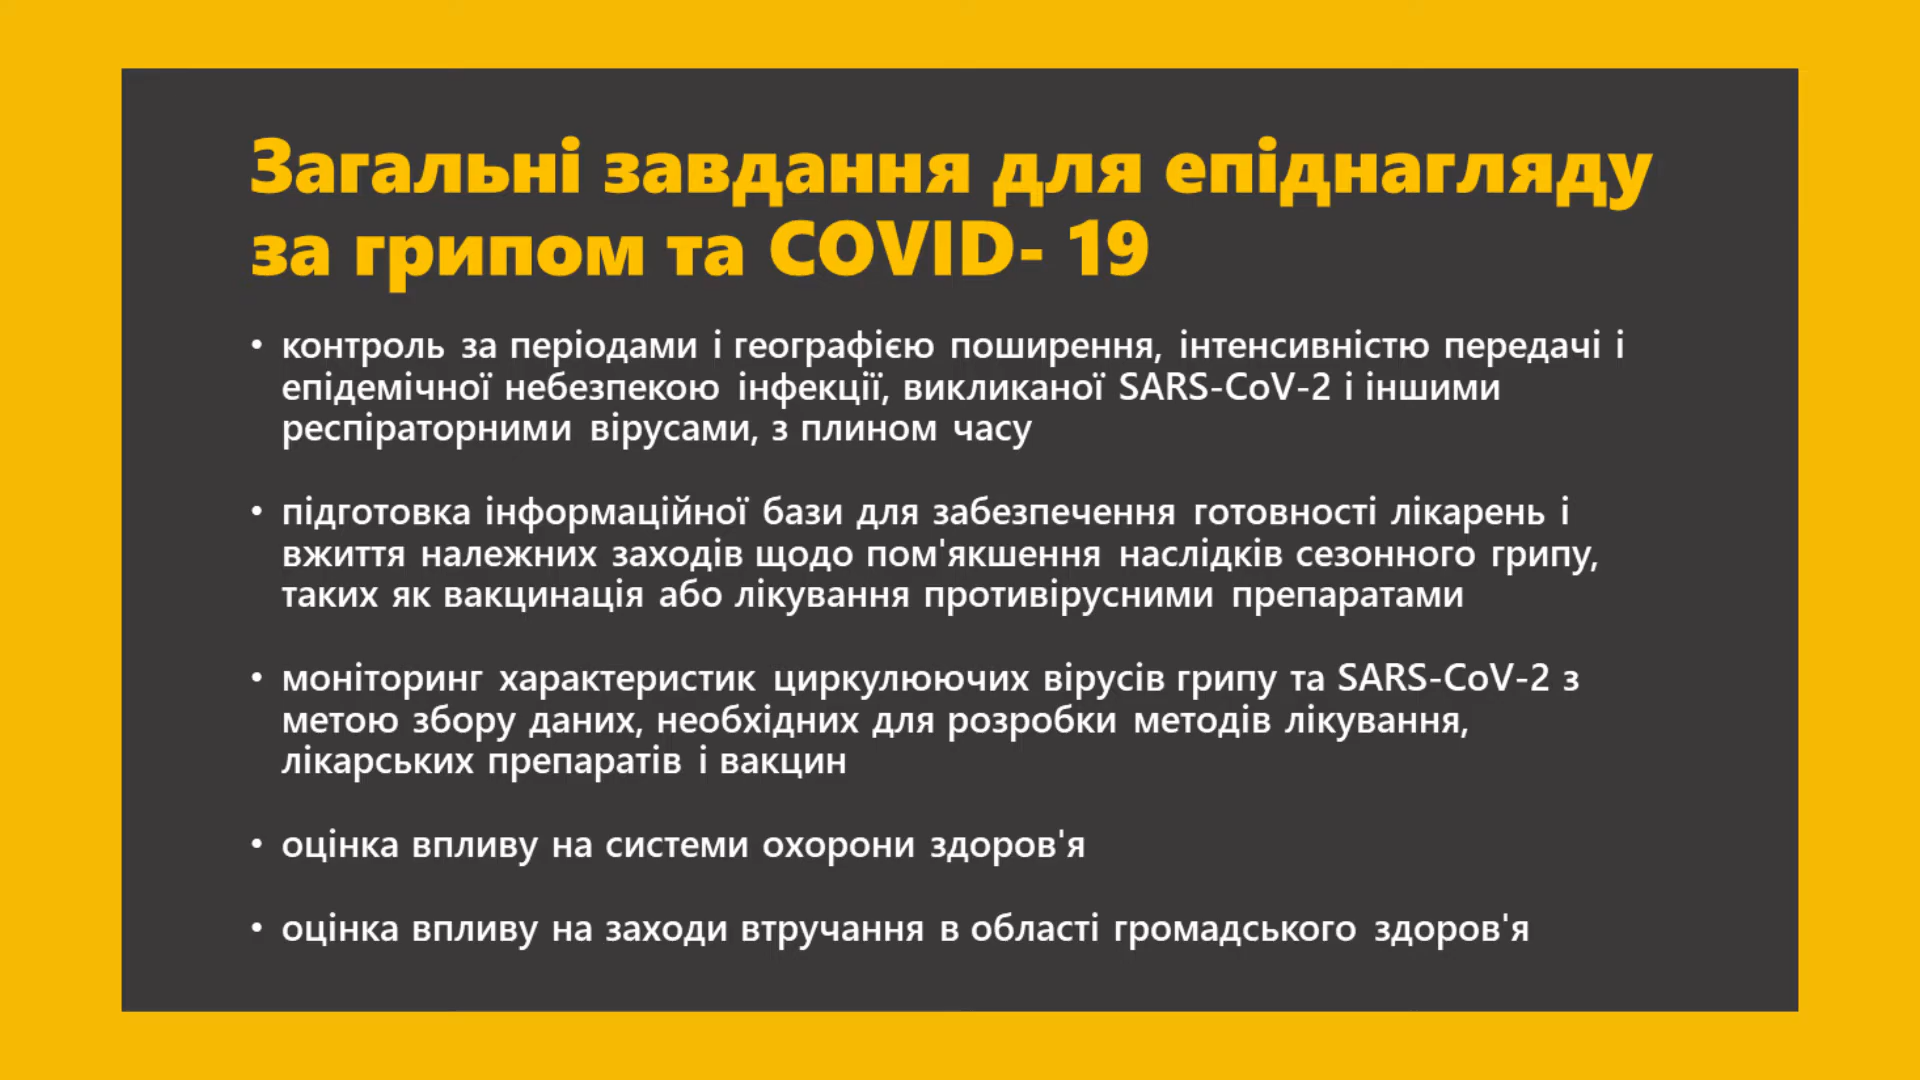 Загальні завдання для епіднагляду
за грипом та COVID- 19
• контроль за періодами і географією поширення, інтенсивністю передачі і
епідемічної небезпекою інфекції, викликаної SARS-CoV-2 і іншими
респіраторними вірусами, з плином часу
• підготовка інформаційної бази для забезпечення готовності лікарень і
вжиття належних заходів щодо пом'якшення наслідків сезонного грипу,
таких як вакцинація або лікування противірусними препаратами
• моніторинг характеристик циркулюючих вірусів грипу та SARS-CoV-2 з
метою збору даних, необхідних для розробки методів лікування,
лікарських препаратів і вакцин
• оцінка впливу на системи охорони здоров'я
• оцінка впливу на заходи втручання в області громадського здоров'я